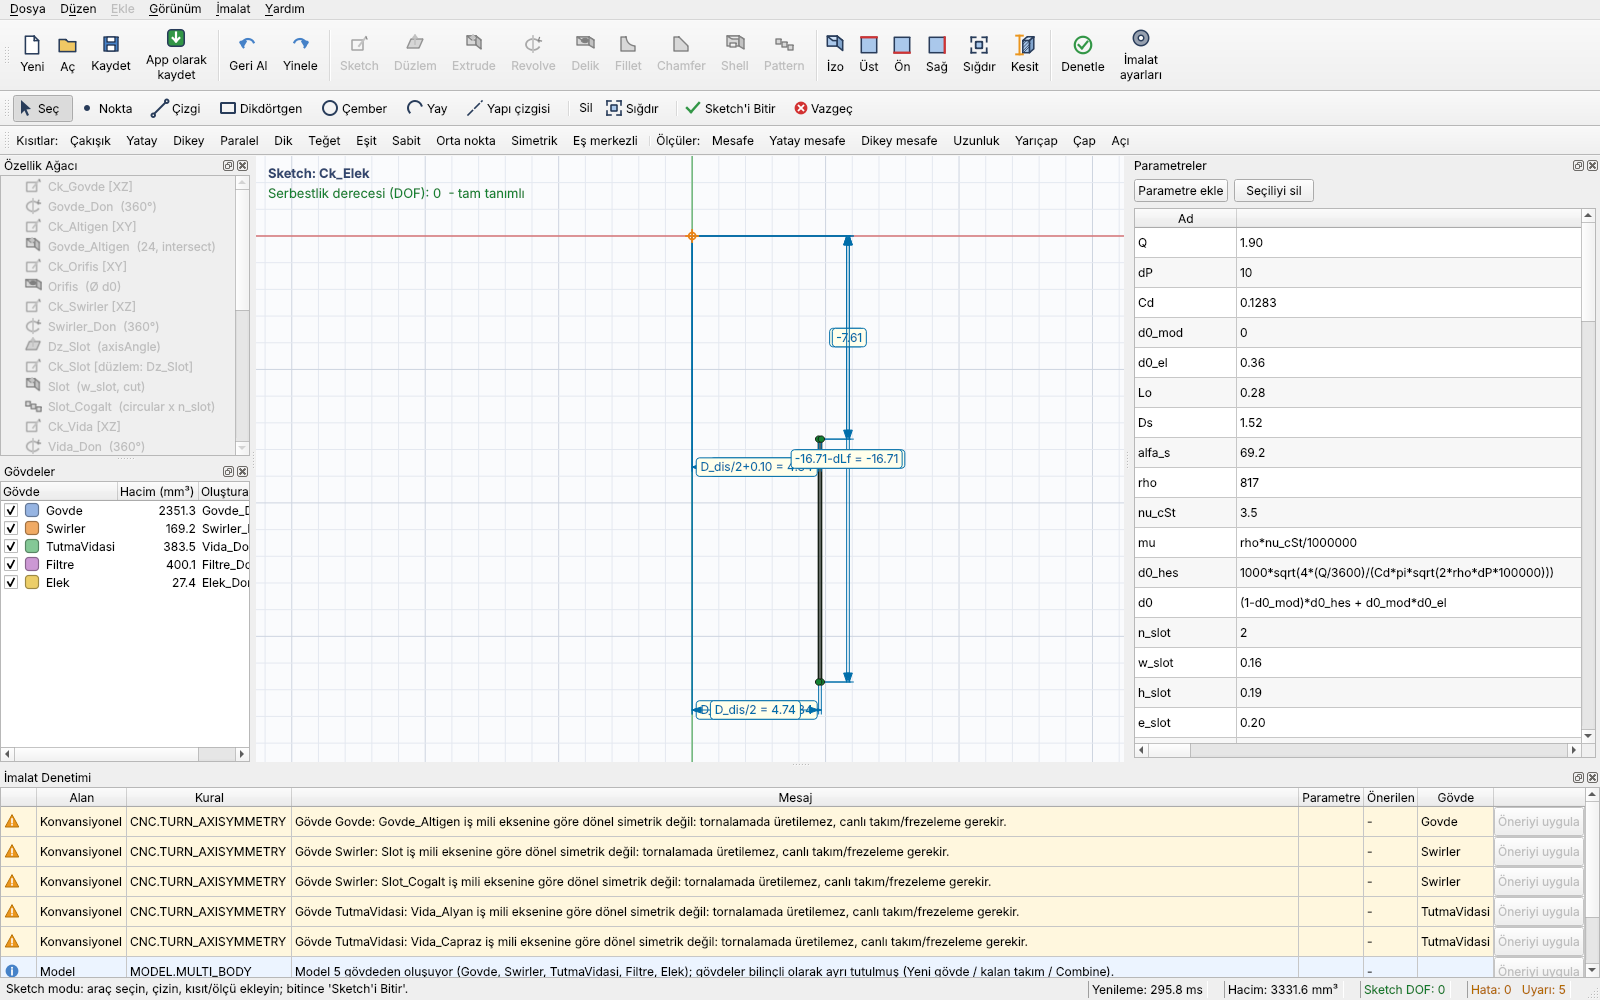 Dosya Düzen Ekle Görünüm İmalat Yardım
Yeni Aç Kaydet App olarak kaydet Geri Al Yinele Sketch Düzlem Extrude Revolve Delik Fillet Chamfer Shell Pattern İzo Üst Ön Sağ Sığdır Kesit Denetle İmalat ayarları
Seç Nokta Çizgi Dikdörtgen Çember Yay Yapı çizgisi Sil Sığdır Sketch'i Bitir Vazgeç
Kısıtlar: Çakışık Yatay Dikey Paralel Dik Teğet Eşit Sabit Orta nokta Simetrik Eş merkezli Ölçüler: Mesafe Yatay mesafe Dikey mesafe Uzunluk Yarıçap Çap Açı
Özellik Ağacı
Ck_Govde [XZ]
Govde_Don (360°)
Ck_Altigen [XY]
Govde_Altigen (24, intersect)
Ck_Orifis [XY]
Orifis (Ø d0)
Ck_Swirler [XZ]
Swirler_Don (360°)
Dz_Slot (axisAngle)
Ck_Slot [düzlem: Dz_Slot]
Slot (w_slot, cut)
Slot_Cogalt (circular x n_slot)
Ck_Vida [XZ]
Vida_Don (360°)
Gövdeler
Gövde Hacim (mm³) Oluştura
Govde 2351.3 Govde_D
Swirler 169.2 Swirler_
TutmaVidasi 383.5 Vida_Do
Filtre 400.1 Filtre_Do
Elek 27.4 Elek_Don
Sketch: Ck_Elek
Serbestlik derecesi (DOF): 0 - tam tanımlı
-7.61
-16.71-dLf = -16.71
D_dis/2+0.10 =
D_dis/2 = 4.74
Parametreler
Parametre ekle Seçiliyi sil
Ad
Q 1.90
dP 10
Cd 0.1283
d0_mod 0
d0_el 0.36
Lo 0.28
Ds 1.52
alfa_s 69.2
rho 817
nu_cSt 3.5
mu rho*nu_cSt/1000000
d0_hes 1000*sqrt(4*(Q/3600)/(Cd*pi*sqrt(2*rho*dP*100000)))
d0 (1-d0_mod)*d0_hes + d0_mod*d0_el
n_slot 2
w_slot 0.16
h_slot 0.19
e_slot 0.20
İmalat Denetimi
Alan Kural Mesaj Parametre Önerilen Gövde
Konvansiyonel CNC.TURN_AXISYMMETRY Gövde Govde: Govde_Altigen iş mili eksenine göre dönel simetrik değil: tornalamada üretilemez, canlı takım/frezeleme gerekir. - Govde Öneriyi uygula
Konvansiyonel CNC.TURN_AXISYMMETRY Gövde Swirler: Slot iş mili eksenine göre dönel simetrik değil: tornalamada üretilemez, canlı takım/frezeleme gerekir. - Swirler Öneriyi uygula
Konvansiyonel CNC.TURN_AXISYMMETRY Gövde Swirler: Slot_Cogalt iş mili eksenine göre dönel simetrik değil: tornalamada üretilemez, canlı takım/frezeleme gerekir. - Swirler Öneriyi uygula
Konvansiyonel CNC.TURN_AXISYMMETRY Gövde TutmaVidasi: Vida_Alyan iş mili eksenine göre dönel simetrik değil: tornalamada üretilemez, canlı takım/frezeleme gerekir. - TutmaVidasi Öneriyi uygula
Konvansiyonel CNC.TURN_AXISYMMETRY Gövde TutmaVidasi: Vida_Capraz iş mili eksenine göre dönel simetrik değil: tornalamada üretilemez, canlı takım/frezeleme gerekir. - TutmaVidasi Öneriyi uygula
Model MODEL.MULTI_BODY Model 5 gövdeden oluşuyor (Govde, Swirler, TutmaVidasi, Filtre, Elek); gövdeler bilinçli olarak ayrı tutulmuş (Yeni gövde / kalan takım / Combine). - Öneriyi uygula
Sketch modu: araç seçin, çizin, kısıt/ölçü ekleyin; bitince 'Sketch'i Bitir'. Yenileme: 295.8 ms Hacim: 3331.6 mm³ Sketch DOF: 0 Hata: 0 Uyarı: 5